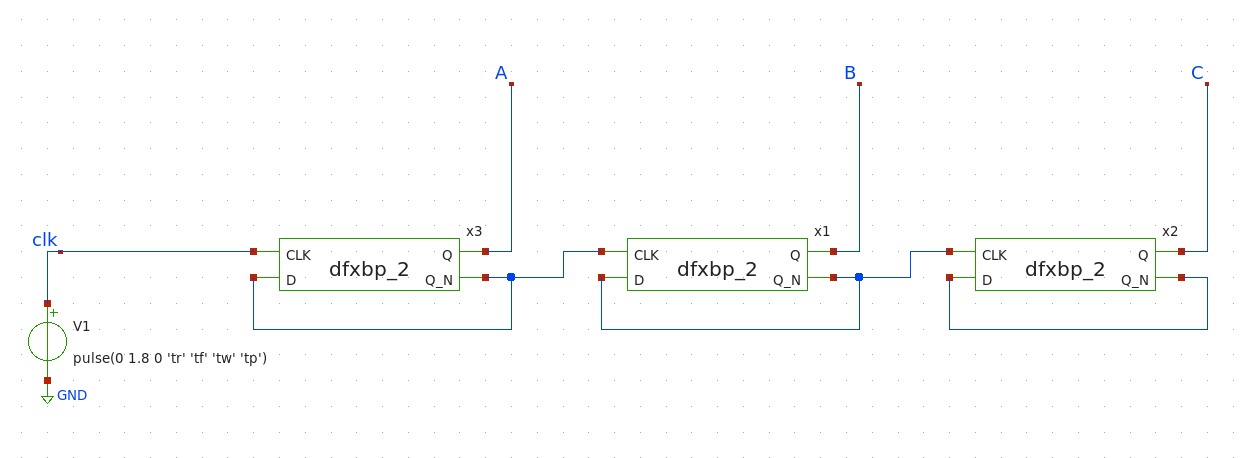 A
B
C
clk
x3
x1
x2
CLK
Q
D
dfxbp_2
Q_N
CLK
Q
D
dfxbp_2
Q_N
CLK
Q
D
dfxbp_2
Q_N
+
V1
pulse(0 1.8 0 'tr' 'tf' 'tw' 'tp')
GND